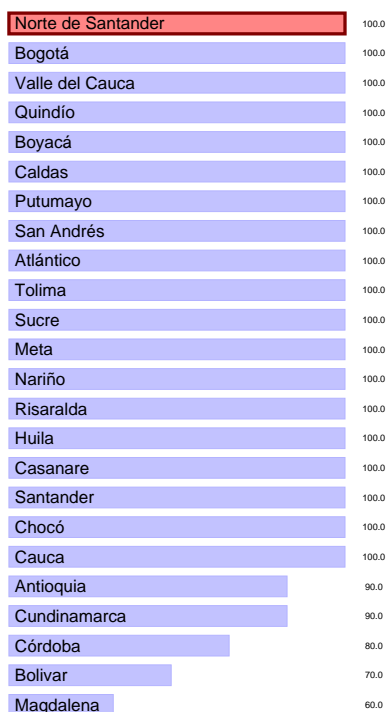 Norte de Santander 100.0
Bogotá 100.0
Valle del Cauca 100.0
Quindío 100.0
Boyacá 100.0
Caldas 100.0
Putumayo 100.0
San Andrés 100.0
Atlántico 100.0
Tolima 100.0
Sucre 100.0
Meta 100.0
Nariño 100.0
Risaralda 100.0
Huila 100.0
Casanare 100.0
Santander 100.0
Chocó 100.0
Cauca 100.0
Antioquia 90.0
Cundinamarca 90.0
Córdoba 80.0
Bolivar 70.0
Magdalena 60.0